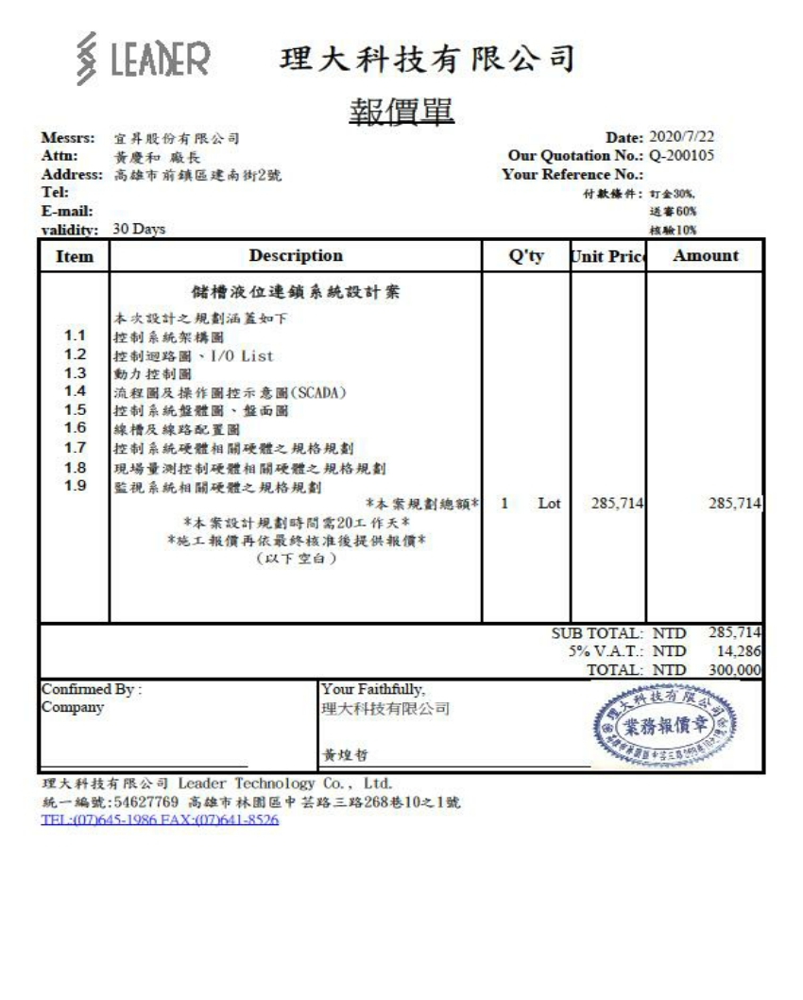 LEADER 理大科技有限公司
報價單
Messrs: 宜昇股份有限公司 Date: 2020/7/22
Attn: 黃慶和 廠長 Our Quotation No.: Q-200105
Address: 高雄市前鎮區建南街2號 Your Reference No.:
Tel: 付款條件: 訂金30%,
E-mail: 送審60%
validity: 30 Days 核驗10%
Item Description Q'ty Unit Price Amount
儲槽液位連鎖系統設計案
本次設計之規劃涵蓋如下
1.1 控制系統架構圖
1.2 控制迴路圖、I/O List
1.3 動力控制圖
1.4 流程圖及操作圖控示意圖(SCADA)
1.5 控制系統盤體圖、盤面圖
1.6 線槽及線路配置圖
1.7 控制系統硬體相關硬體之規格規劃
1.8 現場量測控制硬體相關硬體之規格規劃
1.9 監視系統相關硬體之規格規劃
*本案規劃總額* 1 Lot 285,714 285,714
*本案設計規劃時間需20工作天*
*施工報價再依最終核准後提供報價*
(以下空白)
SUB TOTAL: NTD 285,714
5% V.A.T.: NTD 14,286
TOTAL: NTD 300,000
Confirmed By : Your Faithfully,
Company 理大科技有限公司
黃煌哲
理大科技有限公司
業務報價章
理大科技有限公司 Leader Technology Co., Ltd.
統一編號:54627769 高雄市林園區中芸路三路268巷10之1號
TEL:(07)645-1986 FAX:(07)641-8526